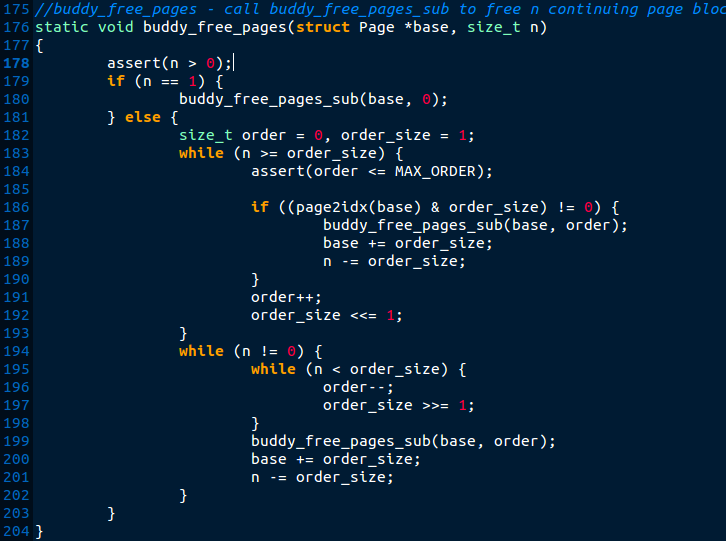 175 //buddy_free_pages - call buddy_free_pages_sub to free n continuing page bloc
176 static void buddy_free_pages(struct Page *base, size_t n)
177 {
178         assert(n > 0);
179         if (n == 1) {
180                 buddy_free_pages_sub(base, 0);
181         } else {
182                 size_t order = 0, order_size = 1;
183                 while (n >= order_size) {
184                         assert(order <= MAX_ORDER);
185
186                         if ((page2idx(base) & order_size) != 0) {
187                                 buddy_free_pages_sub(base, order);
188                                 base += order_size;
189                                 n -= order_size;
190                         }
191                         order++;
192                         order_size <<= 1;
193                 }
194                 while (n != 0) {
195                         while (n < order_size) {
196                                 order--;
197                                 order_size >>= 1;
198                         }
199                         buddy_free_pages_sub(base, order);
200                         base += order_size;
201                         n -= order_size;
202                 }
203         }
204 }